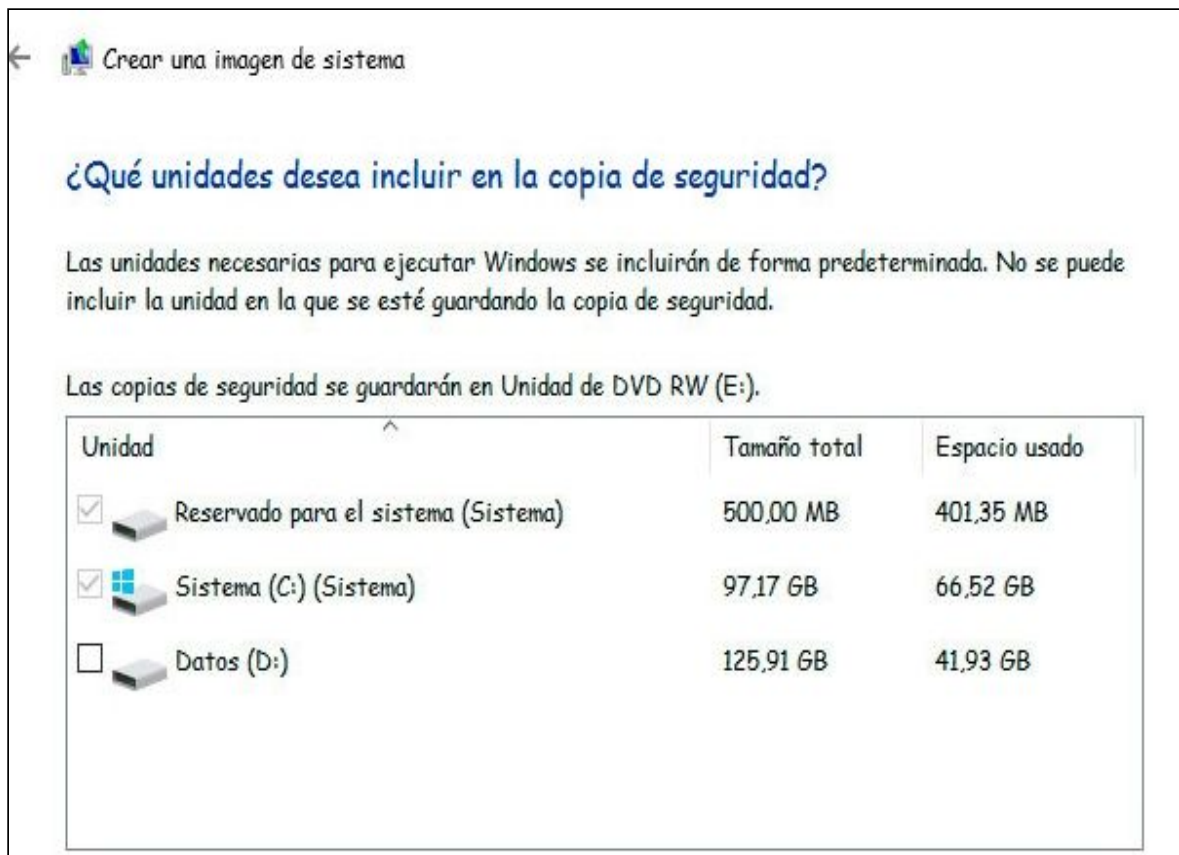 Crear una imagen de sistema
¿Qué unidades desea incluir en la copia de seguridad?
Las unidades necesarias para ejecutar Windows se incluirán de forma predeterminada. No se puede
incluir la unidad en la que se esté guardando la copia de seguridad.
Las copias de seguridad se guardarán en Unidad de DVD RW (E:).
Unidad Tamaño total Espacio usado
Reservado para el sistema (Sistema) 500,00 MB 401,35 MB
Sistema (C:) (Sistema) 97,17 GB 66,52 GB
Datos (D:) 125,91 GB 41,93 GB